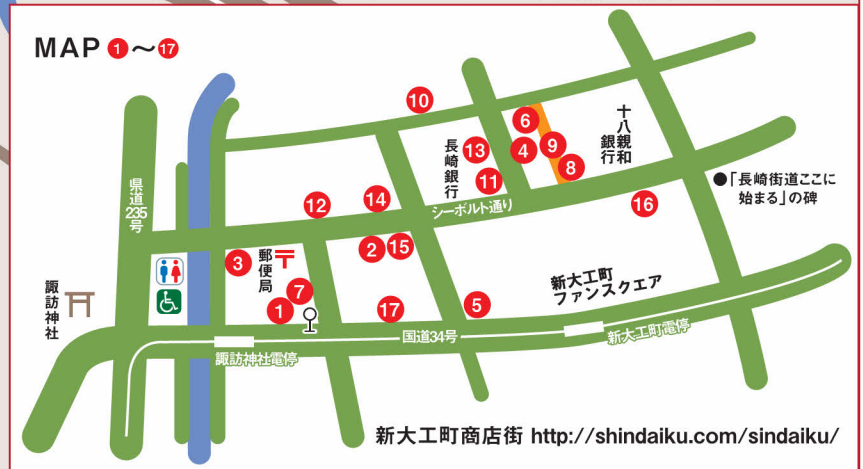 MAP 1〜17
10
6
十八親和
銀行
13
長崎銀行
4
9
8
11
県道
235
号
「長崎街道ここに
始まる」の碑
12
14
シーボルト通り
16
3
郵便局
〒
2
15
諏訪神社
7
1
17
5
新大工町
ファンスクエア
国道34号
諏訪神社電停
新大工町電停
新大工町商店街 http://shindaiku.com/sindaiku/